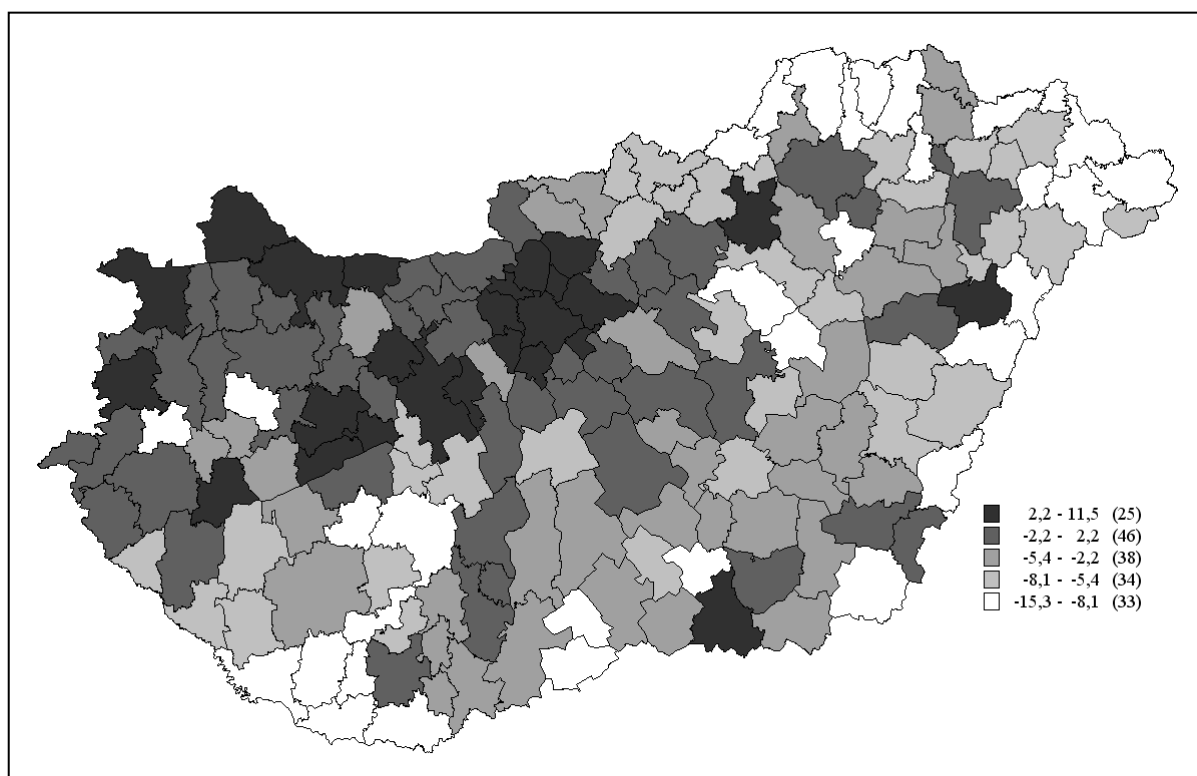 2,2 - 11,5 (25)
-2,2 - 2,2 (46)
-5,4 - -2,2 (38)
-8,1 - -5,4 (34)
-15,3 - -8,1 (33)